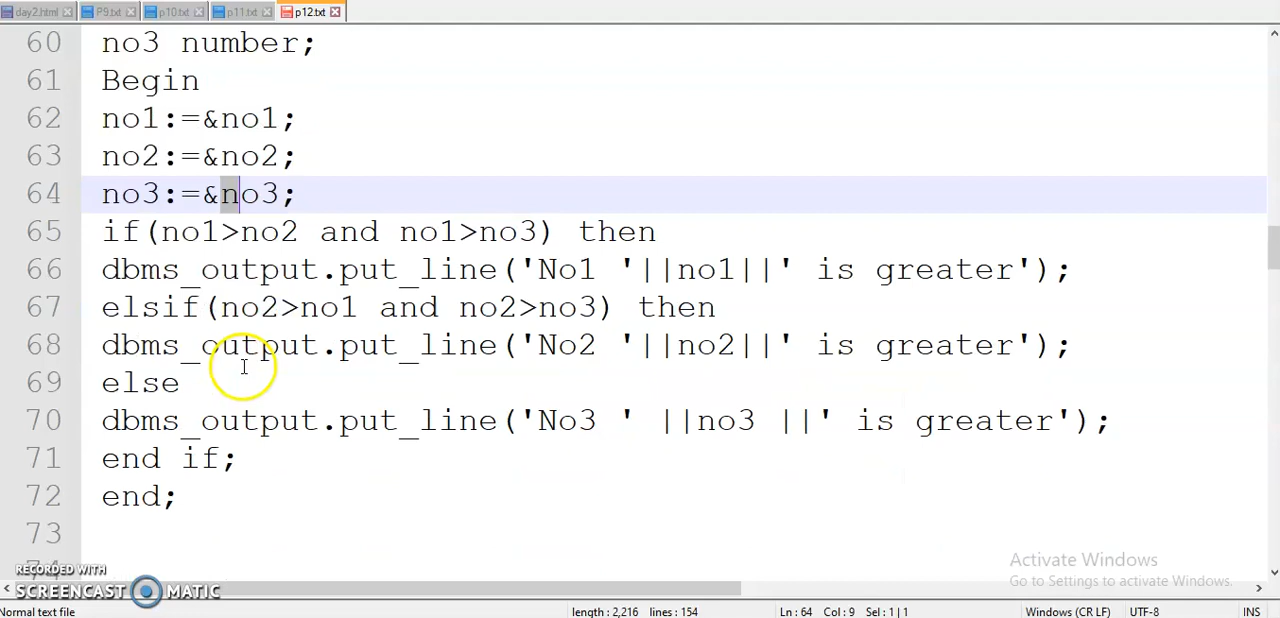 day2.html P9.txt p10.txt p11.txt p12.txt
60 no3 number;
61 Begin
62 no1:=&no1;
63 no2:=&no2;
64 no3:=&no3;
65 if(no1>no2 and no1>no3) then
66 dbms_output.put_line('No1 '||no1||' is greater');
67 elsif(no2>no1 and no2>no3) then
68 dbms_output.put_line('No2 '||no2||' is greater');
69 else
70 dbms_output.put_line('No3 ' ||no3 ||' is greater');
71 end if;
72 end;
73
Activate Windows
Go to Settings to activate Windows.
RECORDED WITH
SCREENCAST MATIC
Normal text file length : 2,216 lines : 154 Ln : 64 Col : 9 Sel : 1 | 1 Windows (CR LF) UTF-8 INS